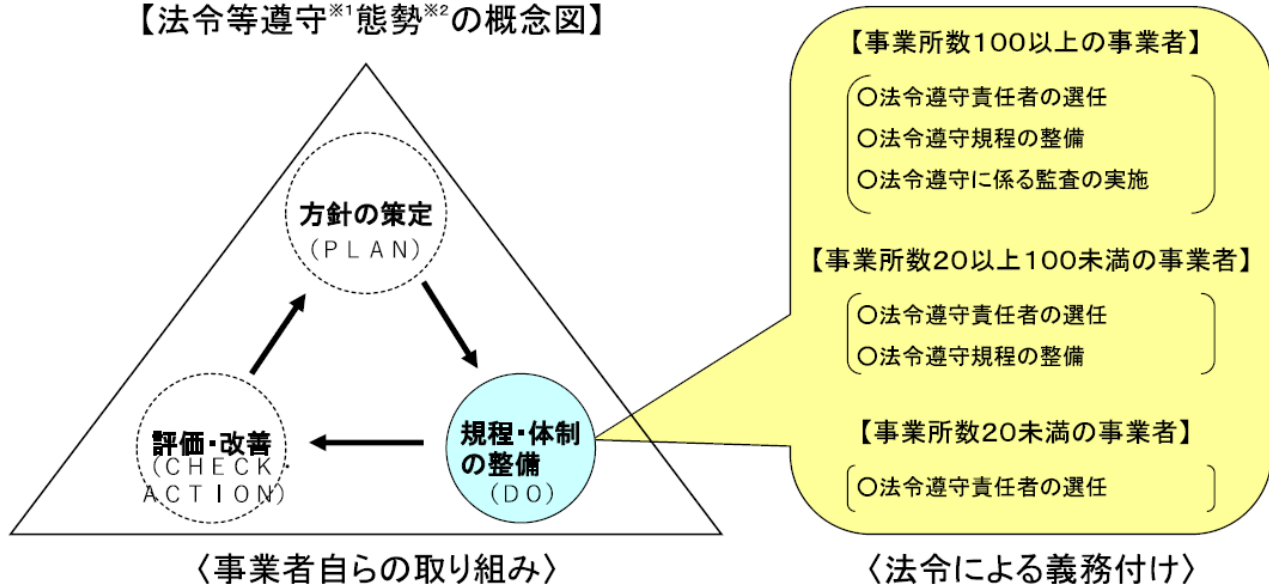 【法令等遵守※1態勢※2の概念図】
方針の策定
(PLAN)
評価・改善
(CHECK・
ACTION)
規程・体制
の整備
(DO)
〈事業者自らの取り組み〉
【事業所数100以上の事業者】
○法令遵守責任者の選任
○法令遵守規程の整備
○法令遵守に係る監査の実施
【事業所数20以上100未満の事業者】
○法令遵守責任者の選任
○法令遵守規程の整備
【事業所数20未満の事業者】
○法令遵守責任者の選任
〈法令による義務付け〉